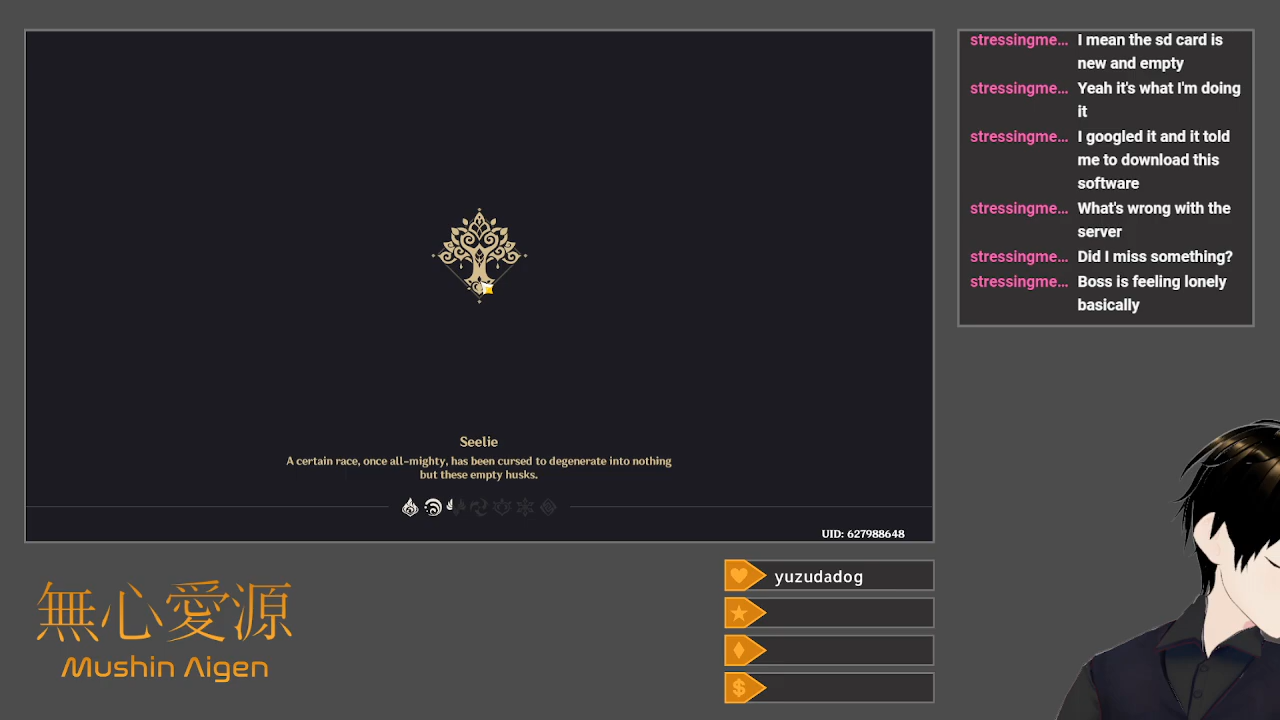 stressingme... I mean the sd card is
new and empty
stressingme... Yeah it's what I'm doing
it
stressingme... I googled it and it told
me to download this
software
stressingme... What's wrong with the
server
stressingme... Did I miss something?
stressingme... Boss is feeling lonely
basically
Seelie
A certain race, once all-mighty, has been cursed to degenerate into nothing
but these empty husks.
UID: 627988648
無心愛源
Mushin Aigen
yuzudadog
$